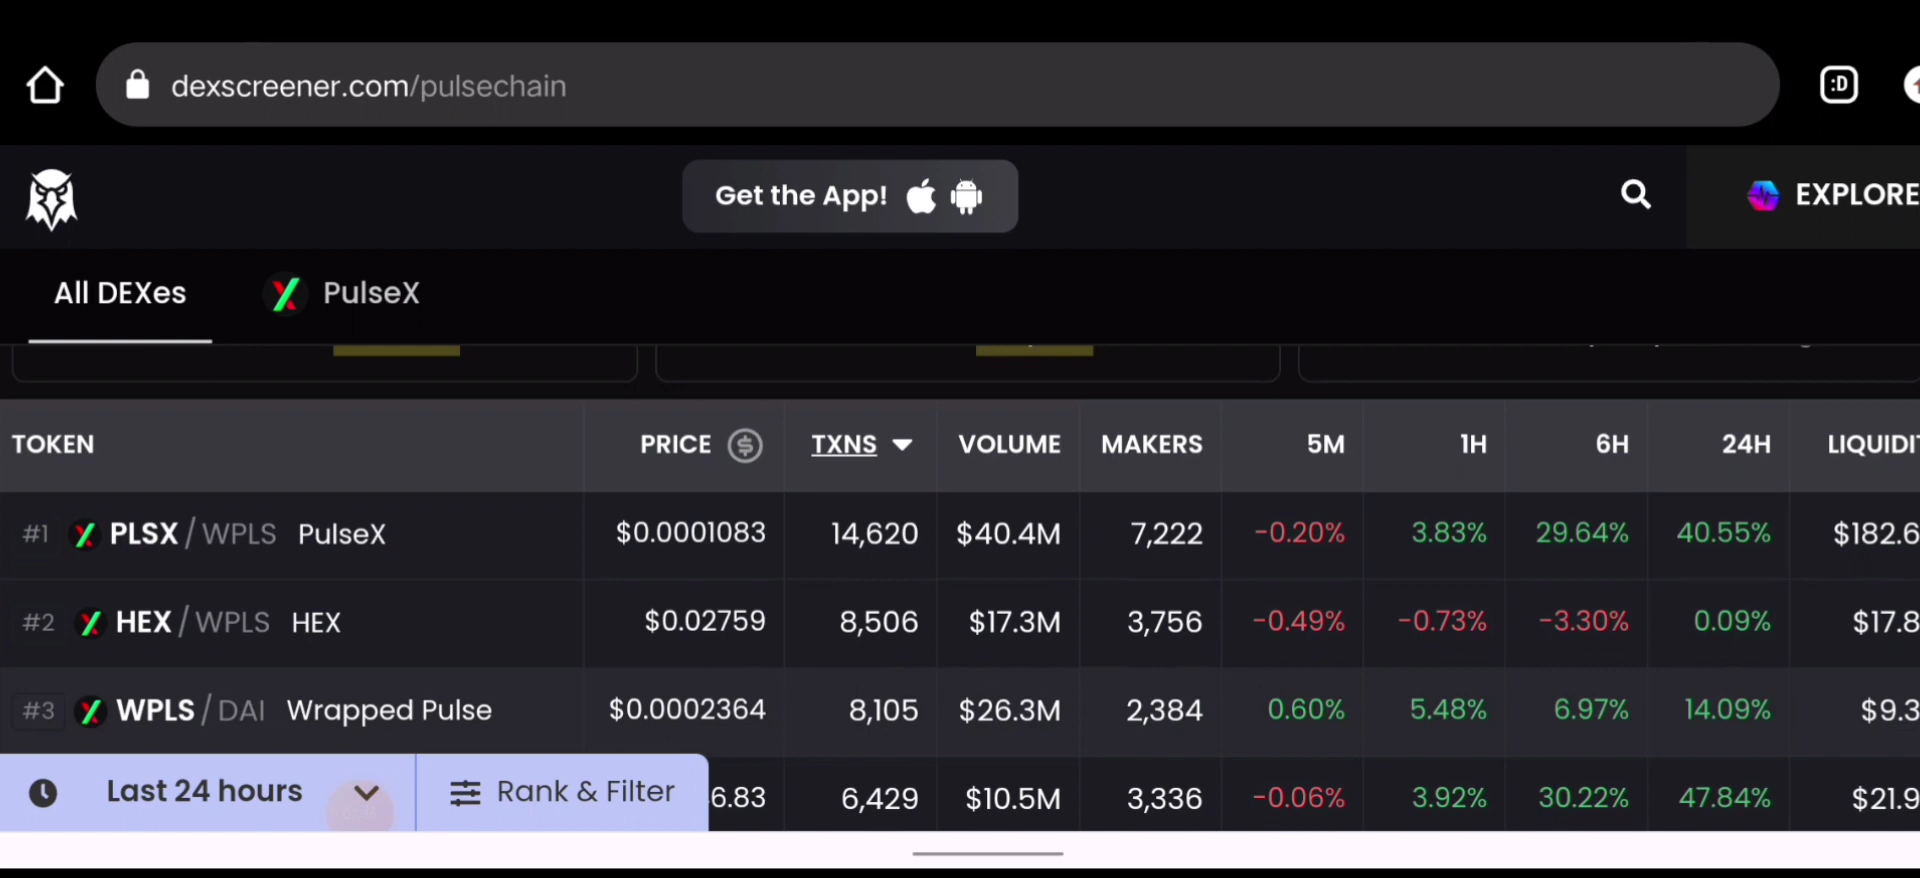 dexscreener.com/pulsechain
:D
Get the App!
EXPLORE
All DEXes PulseX
TOKEN PRICE TXNS VOLUME MAKERS 5M 1H 6H 24H
#1 PLSX / WPLS PulseX $0.0001083 14,620 $40.4M 7,222 -0.20% 3.83% 29.64% 40.55% $182.6
#2 HEX / WPLS HEX $0.02759 8,506 $17.3M 3,756 -0.49% -0.73% -3.30% 0.09% $17.8
#3 WPLS / DAI Wrapped Pulse $0.0002364 8,105 $26.3M 2,384 0.60% 5.48% 6.97% 14.09% $9.3
Last 24 hours Rank & Filter 6.83 6,429 $10.5M 3,336 -0.06% 3.92% 30.22% 47.84% $21.9